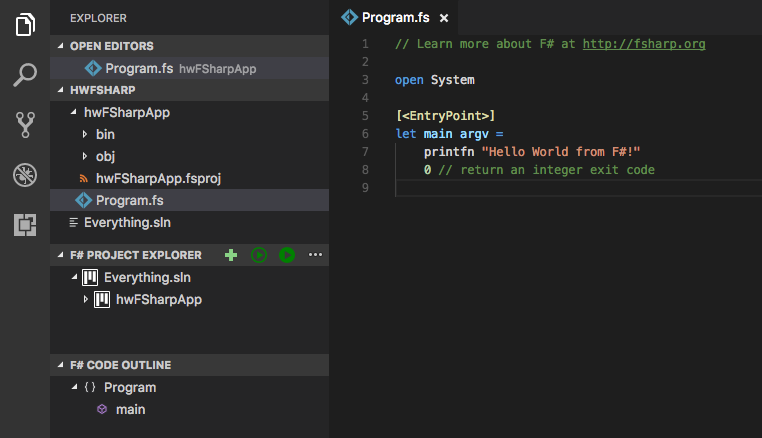 EXPLORER
OPEN EDITORS
Program.fs hwFSharpApp
HWFSHARP
hwFSharpApp
bin
obj
hwFSharpApp.fsproj
Program.fs
Everything.sln
F# PROJECT EXPLORER
Everything.sln
hwFSharpApp
F# CODE OUTLINE
{ } Program
main
Program.fs
1 // Learn more about F# at http://fsharp.org
2
3 open System
4
5 [<EntryPoint>]
6 let main argv =
7     printfn "Hello World from F#!"
8     0 // return an integer exit code
9